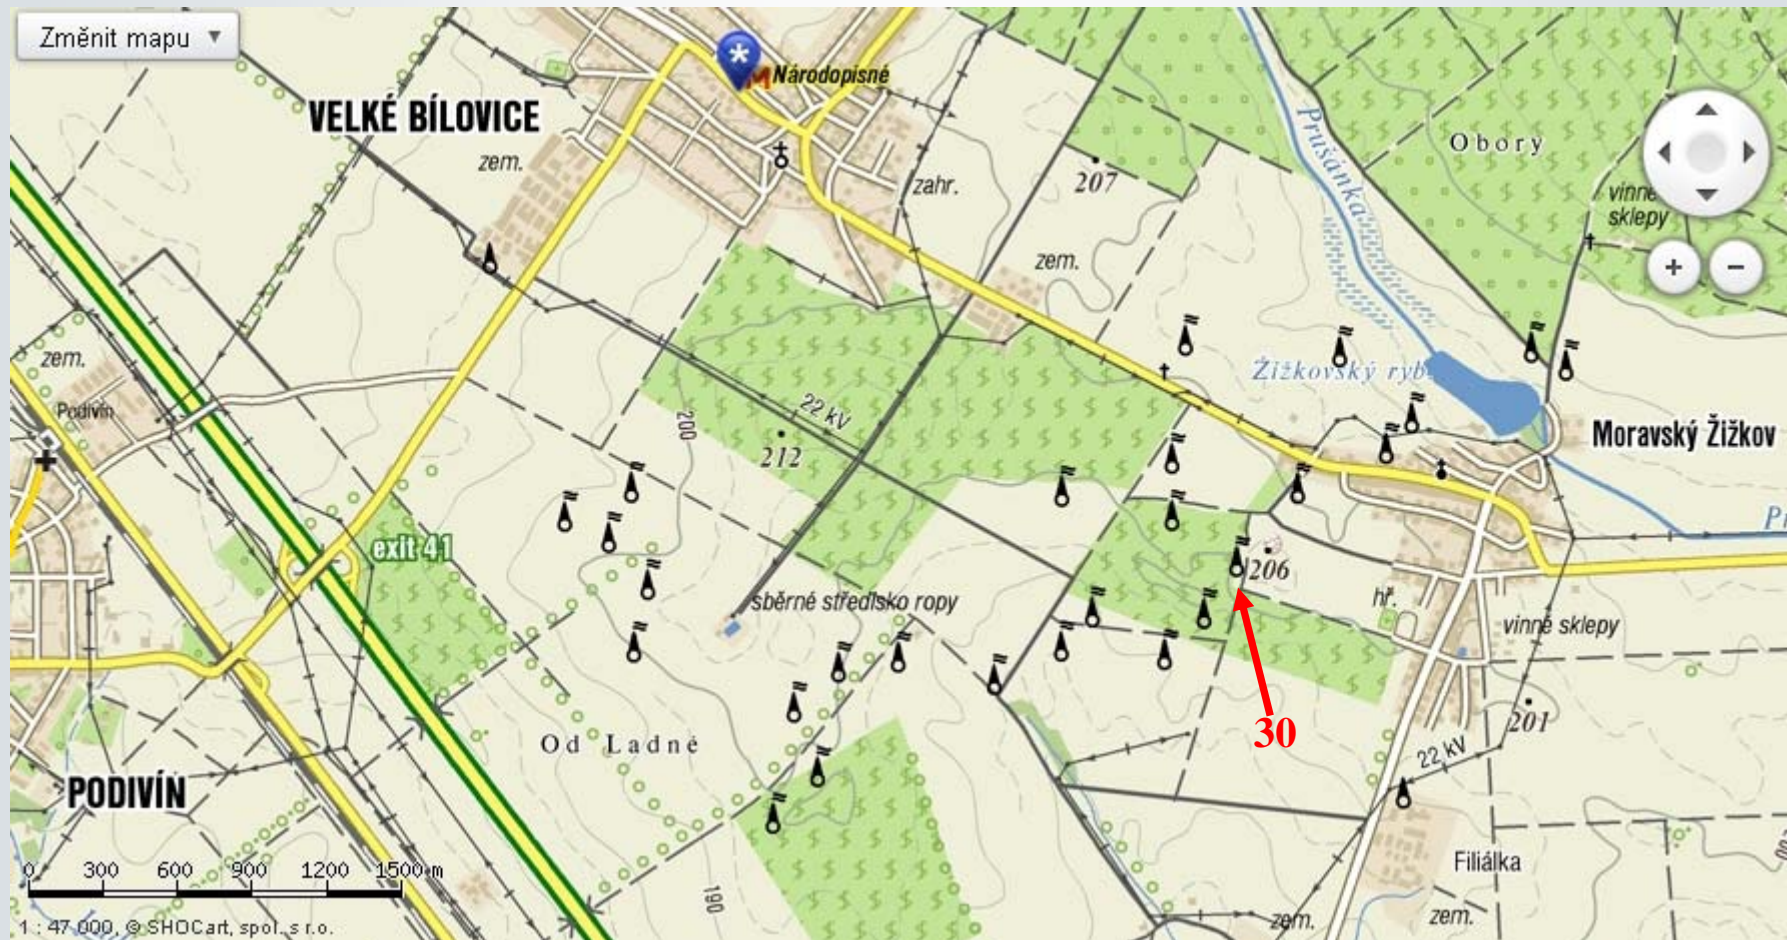 Změnit mapu
Národopisné
VELKÉ BÍLOVICE
zem.
zahr.
207
Prušánka
Obory
vinné
sklepy
zem.
zem.
Podivín
Žižkovský ryb.
Moravský Žižkov
22 kV
200
212
exit 41
206
sběrné středisko ropy
hř.
vinné sklepy
30
201
22 kV
Od Ladné
PODIVÍN
Filiálka
190
zem.
zem.
0 300 600 900 1200 1500 m
1 : 47 000, © SHOCart, spol. s r.o.